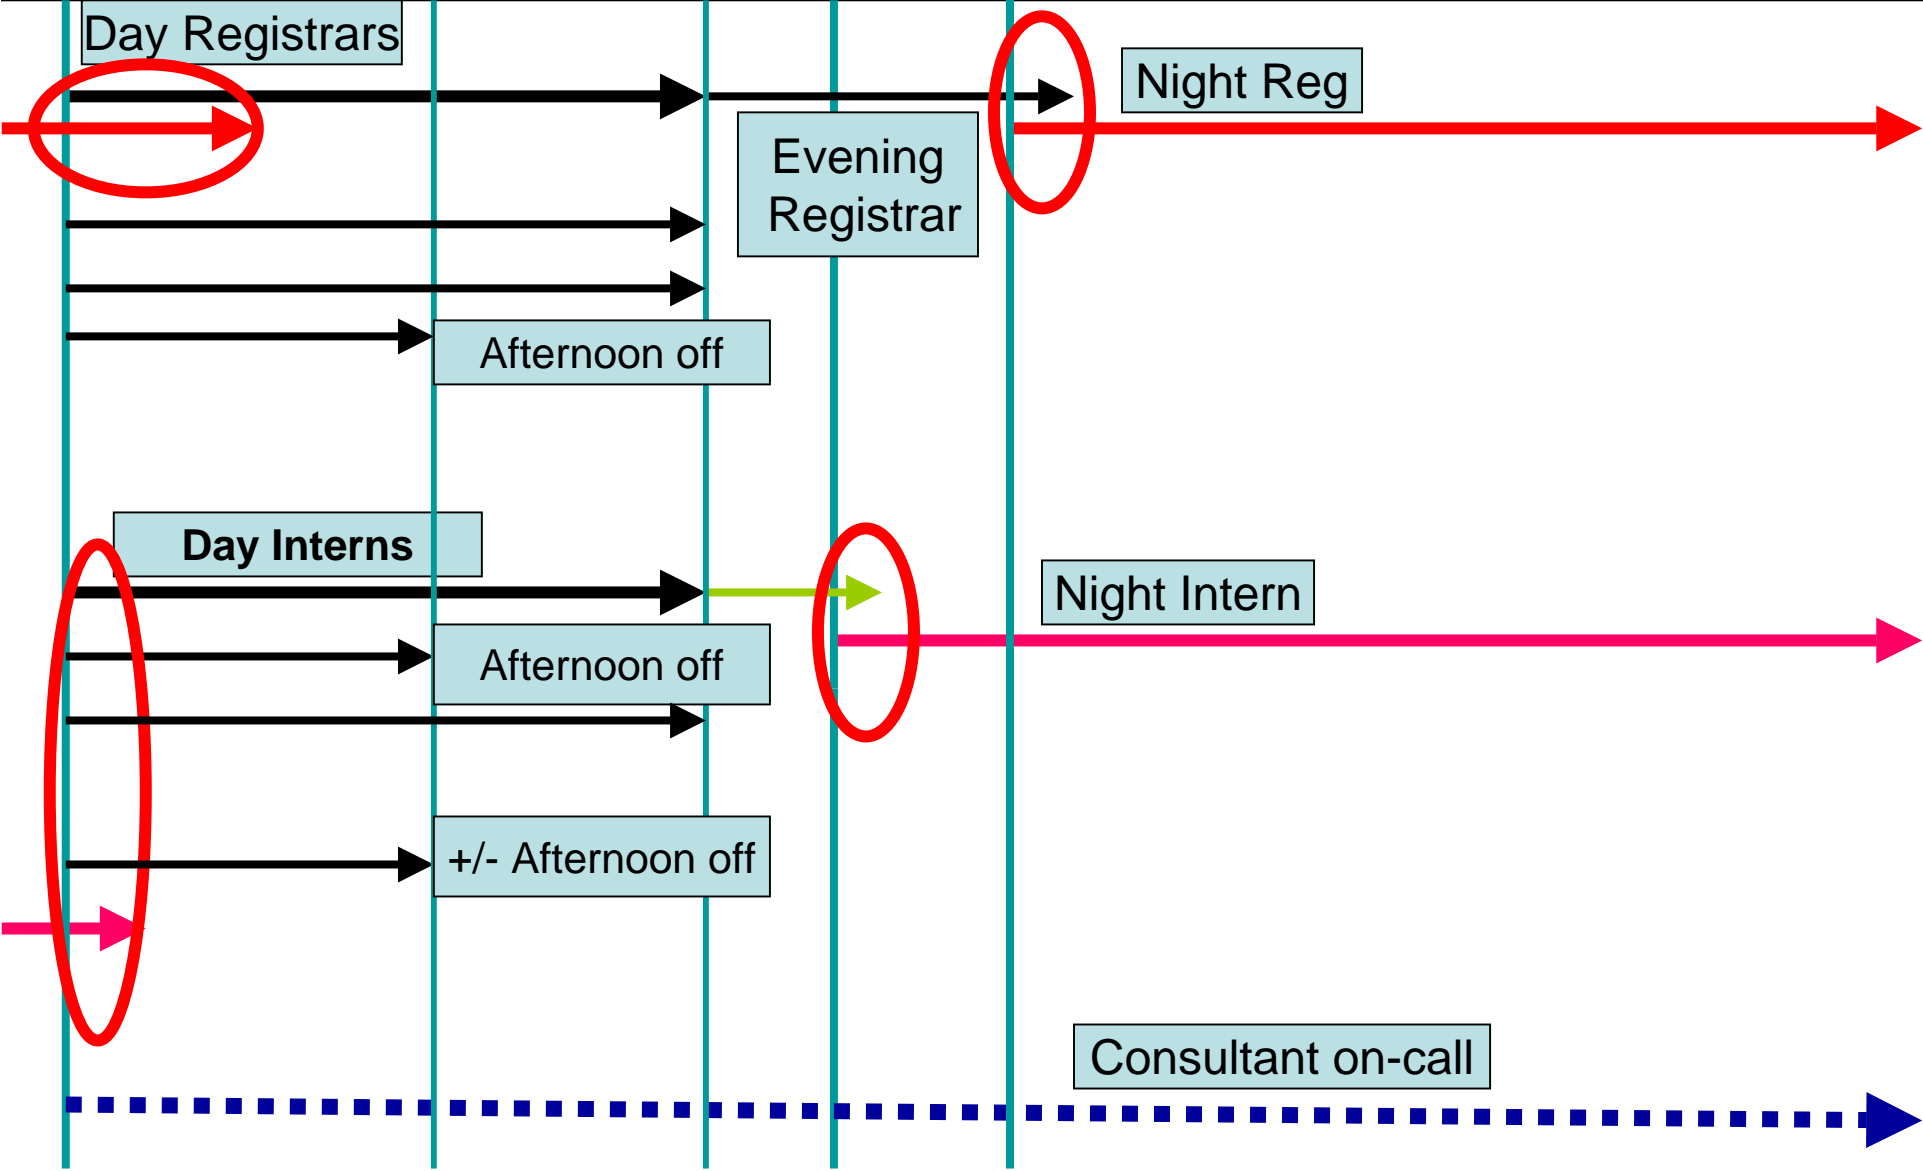 Day Registrars
Night Reg
Evening
Registrar
Afternoon off
Day Interns
Night Intern
Afternoon off
+/- Afternoon off
Consultant on-call